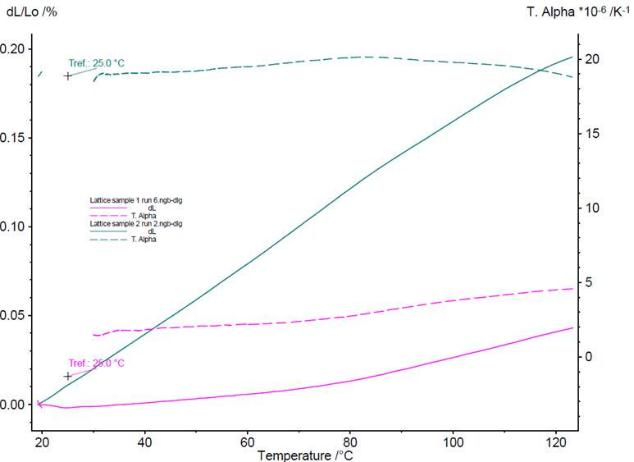 dL/Lo /%
T. Alpha *10-6 /K-1
0.20
Tref.: 25.0 °C
20
0.15
15
Lattice sample 1 run 6.ngb-dlg
dL
T. Alpha
Lattice sample 2 run 2.ngb-dlg
dL
T. Alpha
10
0.10
5
0.05
Tref.: 25.0 °C
0
0.00
20 40 60 80 100 120
Temperature /°C